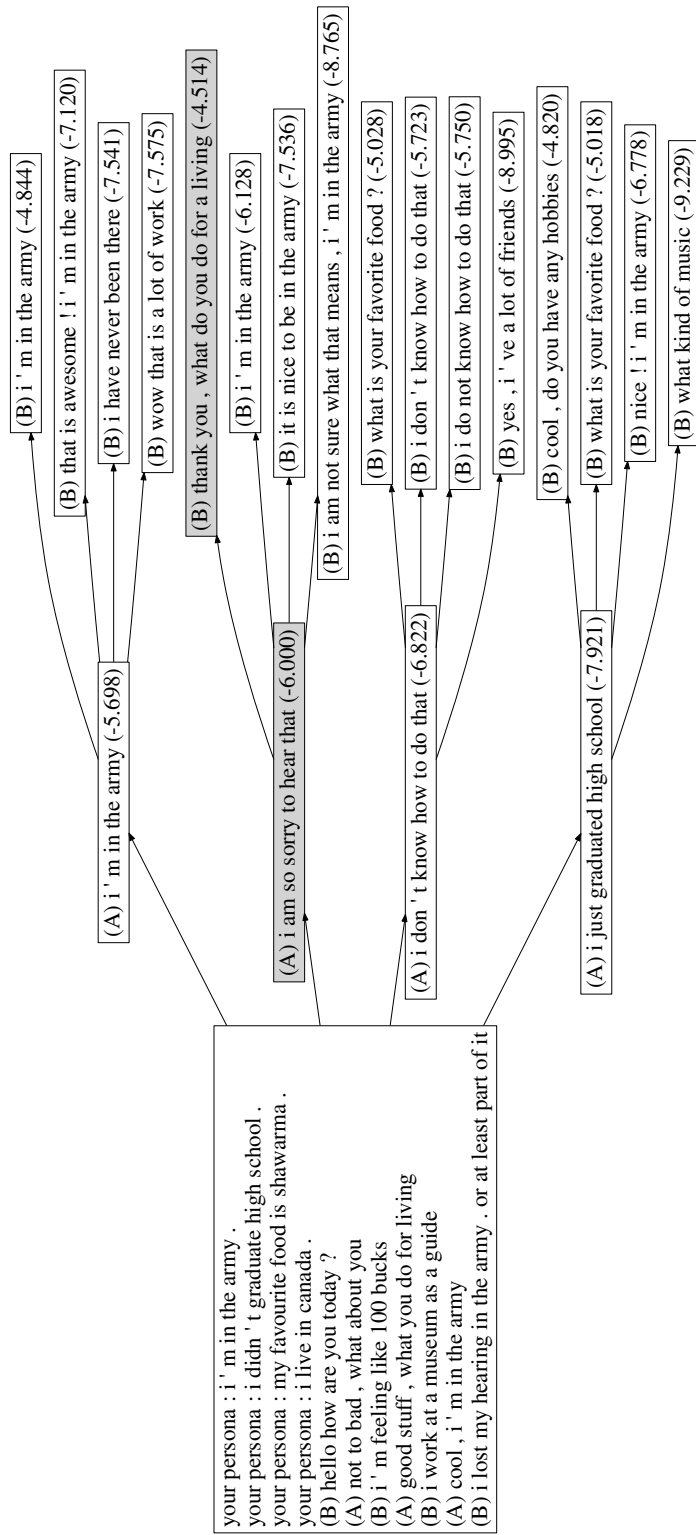 your persona : i ' m in the army .
your persona : i didn ' t graduate high school .
your persona : my favourite food is shawarma .
your persona : i live in canada .
(B) hello how are you today ?
(A) not to bad , what about you
(B) i ' m feeling like 100 bucks
(A) good stuff , what you do for living
(B) i work at a museum as a guide
(A) cool , i ' m in the army
(B) i lost my hearing in the army . or at least part of it
(A) i ' m in the army (-5.698)
(A) i am so sorry to hear that (-6.000)
(A) i don ' t know how to do that (-6.822)
(A) i just graduated high school (-7.921)
(B) i ' m in the army (-4.844)
(B) that is awesome ! i ' m in the army (-7.120)
(B) i have never been there (-7.541)
(B) wow that is a lot of work (-7.575)
(B) thank you , what do you do for a living (-4.514)
(B) i ' m in the army (-6.128)
(B) it is nice to be in the army (-7.536)
(B) i am not sure what that means , i ' m in the army (-8.765)
(B) what is your favorite food ? (-5.028)
(B) i don ' t know how to do that (-5.723)
(B) i do not know how to do that (-5.750)
(B) yes , i ' ve a lot of friends (-8.995)
(B) cool , do you have any hobbies (-4.820)
(B) what is your favorite food ? (-5.018)
(B) nice ! i ' m in the army (-6.778)
(B) what kind of music (-9.229)